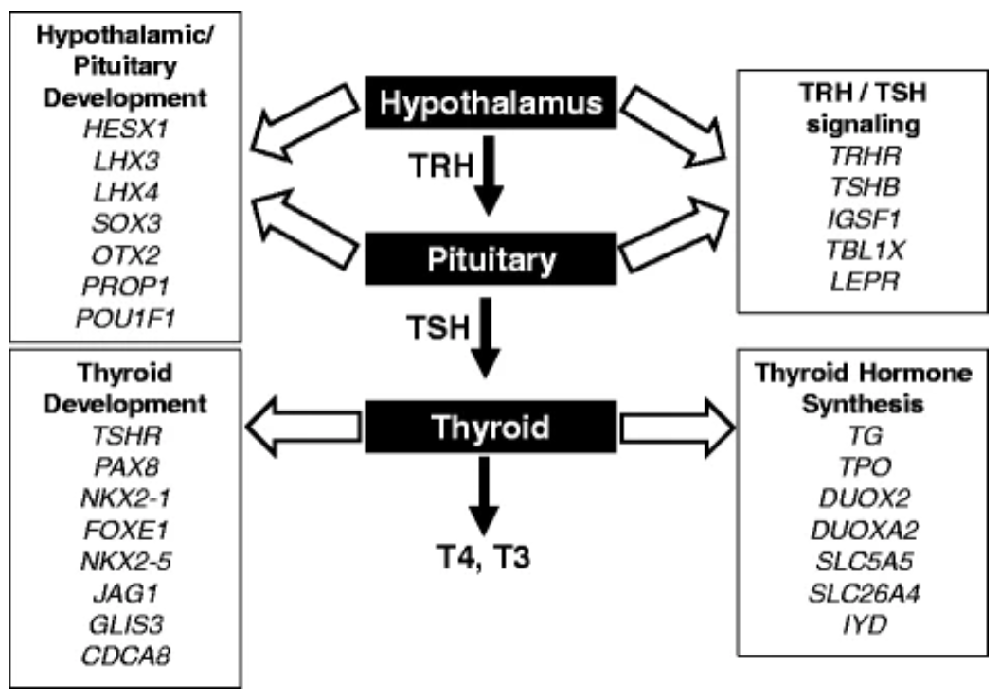 Hypothalamic/
Pituitary
Development
HESX1
LHX3
LHX4
SOX3
OTX2
PROP1
POU1F1
Hypothalamus
TRH
Pituitary
TSH
Thyroid
T4, T3
TRH / TSH
signaling
TRHR
TSHB
IGSF1
TBL1X
LEPR
Thyroid
Development
TSHR
PAX8
NKX2-1
FOXE1
NKX2-5
JAG1
GLIS3
CDCA8
Thyroid Hormone
Synthesis
TG
TPO
DUOX2
DUOXA2
SLC5A5
SLC26A4
IYD